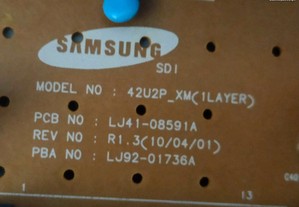 SAMSUNG
SDI
MODEL NO : 42U2P_XM(1LAYER)
PCB NO : LJ41-08591A
REV NO : R1.3(10/04/01)
PBA NO : LJ92-01736A
1 13